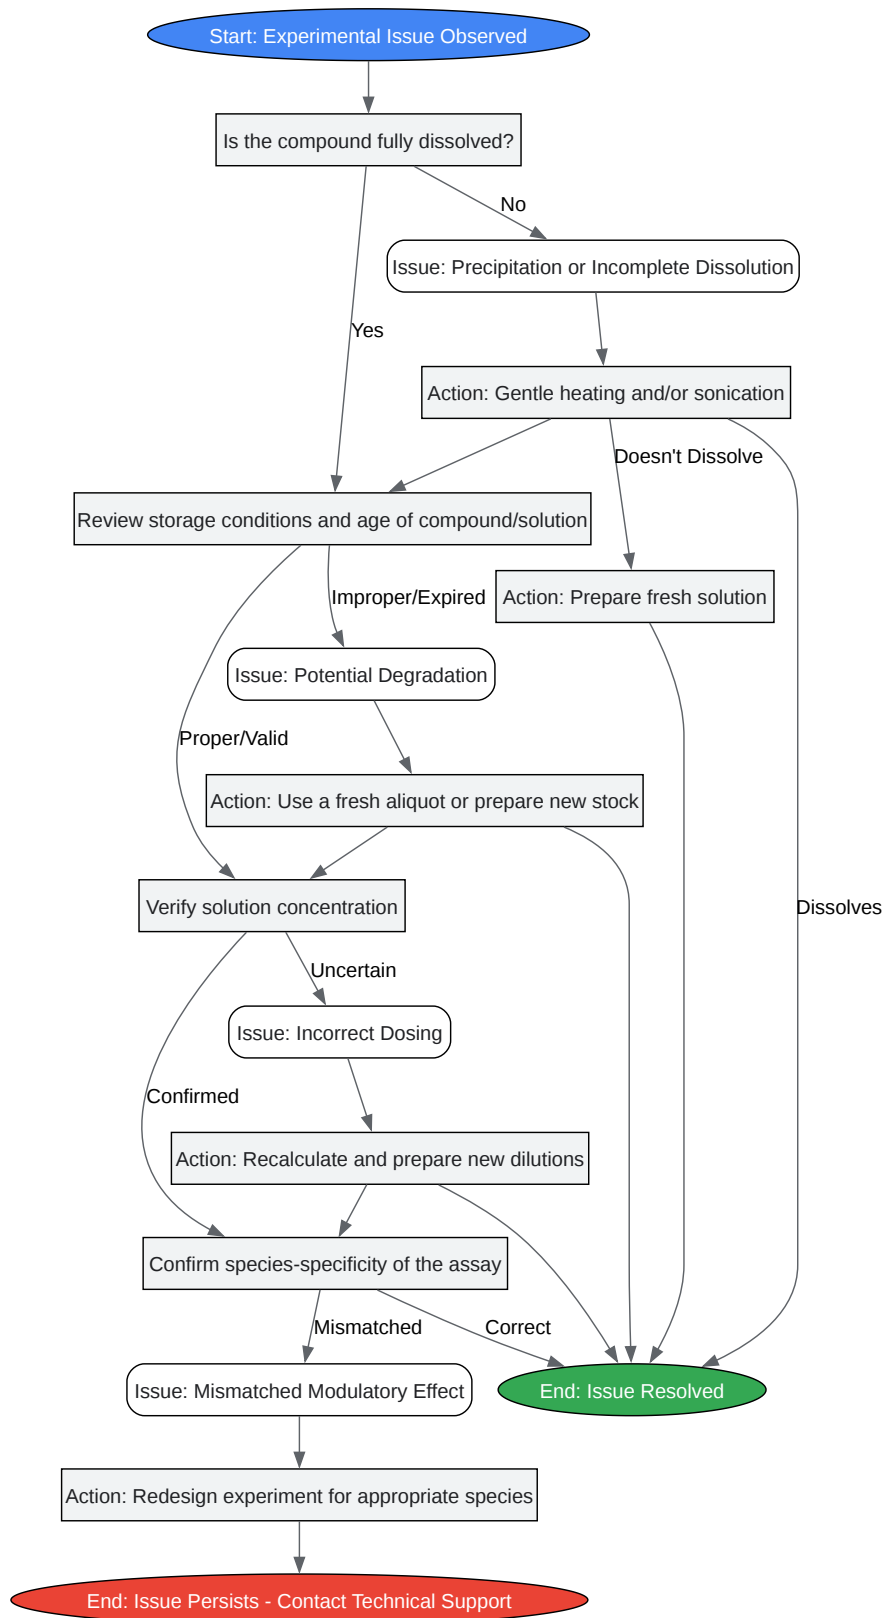 Start: Experimental Issue Observed
Is the compound fully dissolved?
No
Issue: Precipitation or Incomplete Dissolution
Yes
Action: Gentle heating and/or sonication
Doesn't Dissolve
Review storage conditions and age of compound/solution
Improper/Expired
Action: Prepare fresh solution
Issue: Potential Degradation
Proper/Valid
Action: Use a fresh aliquot or prepare new stock
Verify solution concentration
Dissolves
Uncertain
Issue: Incorrect Dosing
Confirmed
Action: Recalculate and prepare new dilutions
Confirm species-specificity of the assay
Mismatched
Correct
Issue: Mismatched Modulatory Effect
End: Issue Resolved
Action: Redesign experiment for appropriate species
End: Issue Persists - Contact Technical Support